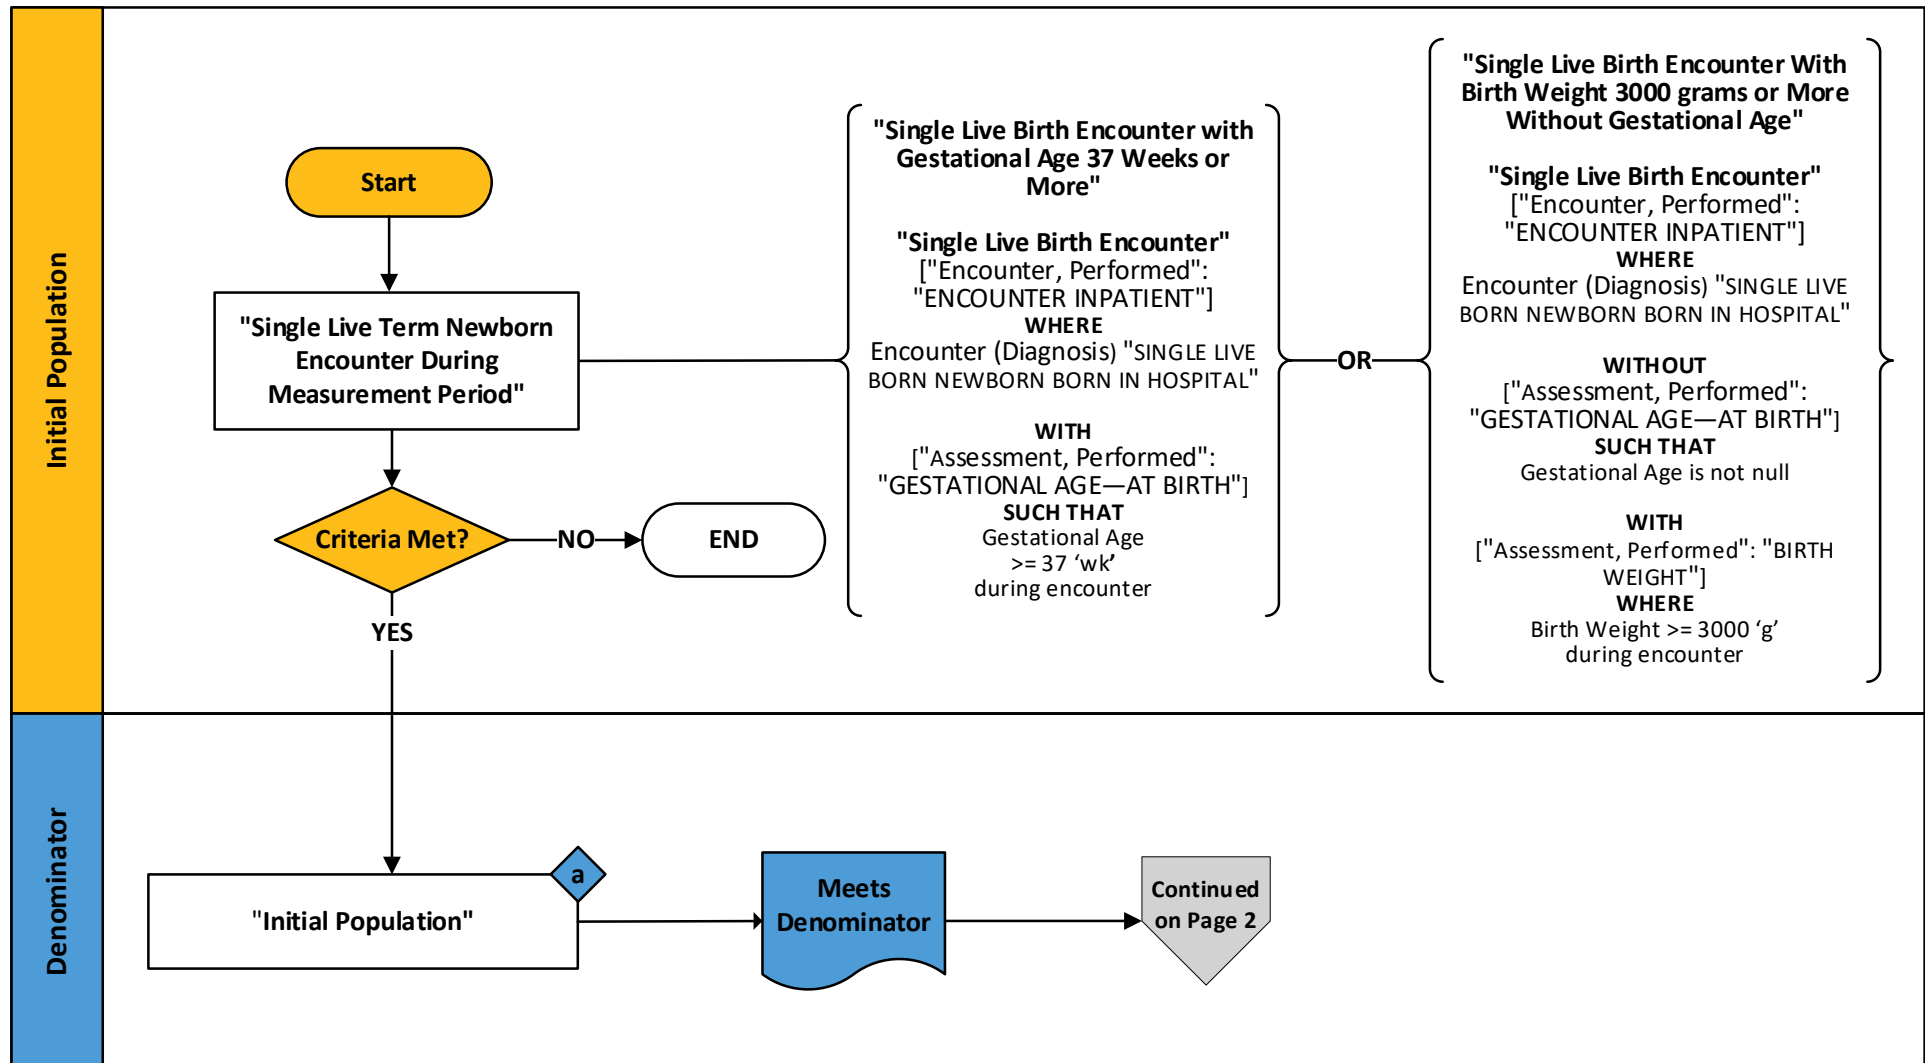 Initial Population
Start
"Single Live Term Newborn
Encounter During
Measurement Period"
Criteria Met?
NO
END
YES
"Single Live Birth Encounter with
Gestational Age 37 Weeks or
More"
"Single Live Birth Encounter"
["Encounter, Performed":
"ENCOUNTER INPATIENT"]
WHERE
Encounter (Diagnosis) "SINGLE LIVE
BORN NEWBORN BORN IN HOSPITAL"
WITH
["Assessment, Performed":
"GESTATIONAL AGE—AT BIRTH"]
SUCH THAT
Gestational Age
>= 37 ‘wk’
during encounter
OR
"Single Live Birth Encounter With
Birth Weight 3000 grams or More
Without Gestational Age"
"Single Live Birth Encounter"
["Encounter, Performed":
"ENCOUNTER INPATIENT"]
WHERE
Encounter (Diagnosis) "SINGLE LIVE
BORN NEWBORN BORN IN HOSPITAL"
WITHOUT
["Assessment, Performed":
"GESTATIONAL AGE—AT BIRTH"]
SUCH THAT
Gestational Age is not null
WITH
["Assessment, Performed": "BIRTH
WEIGHT"]
WHERE
Birth Weight >= 3000 ‘g’
during encounter
Denominator
"Initial Population"
a
Meets
Denominator
Continued
on Page 2